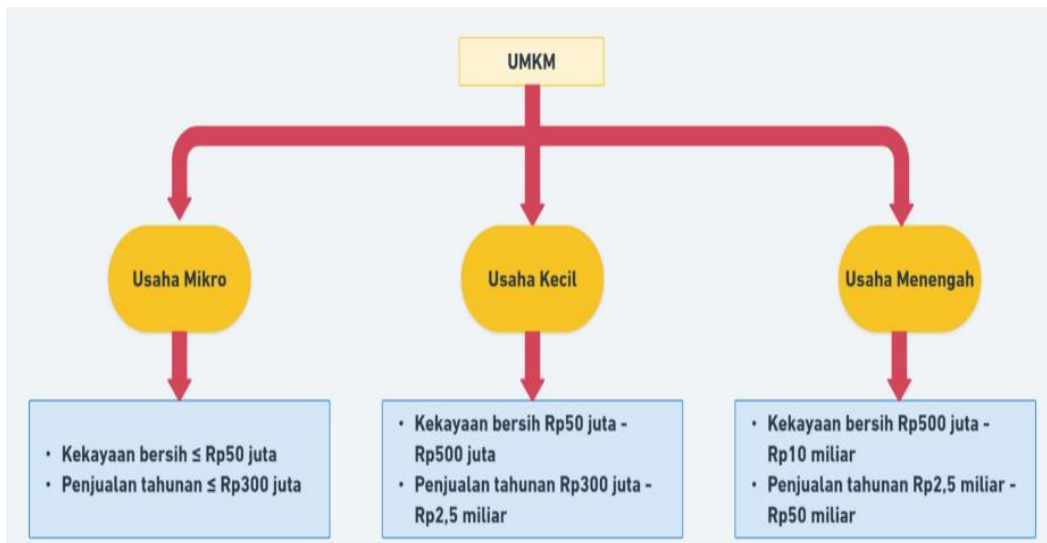 UMKM
Usaha Mikro
Usaha Kecil
Usaha Menengah
• Kekayaan bersih ≤ Rp50 juta
• Penjualan tahunan ≤ Rp300 juta
• Kekayaan bersih Rp50 juta -
Rp500 juta
• Penjualan tahunan Rp300 juta -
Rp2,5 miliar
• Kekayaan bersih Rp500 juta -
Rp10 miliar
• Penjualan tahunan Rp2,5 miliar -
Rp50 miliar